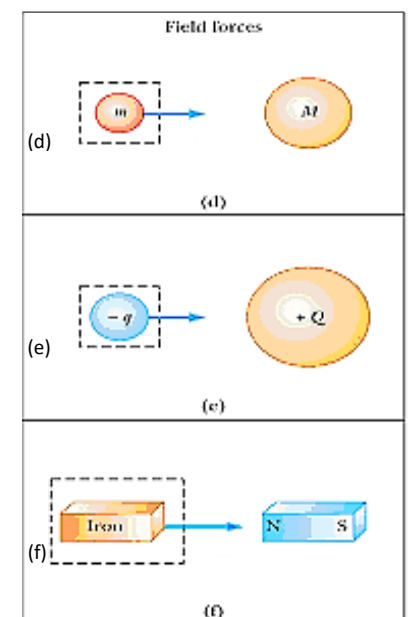 Field forces
m M
(d)
(d)
− q + Q
(e)
(e)
Iron N S
(f)
(f)